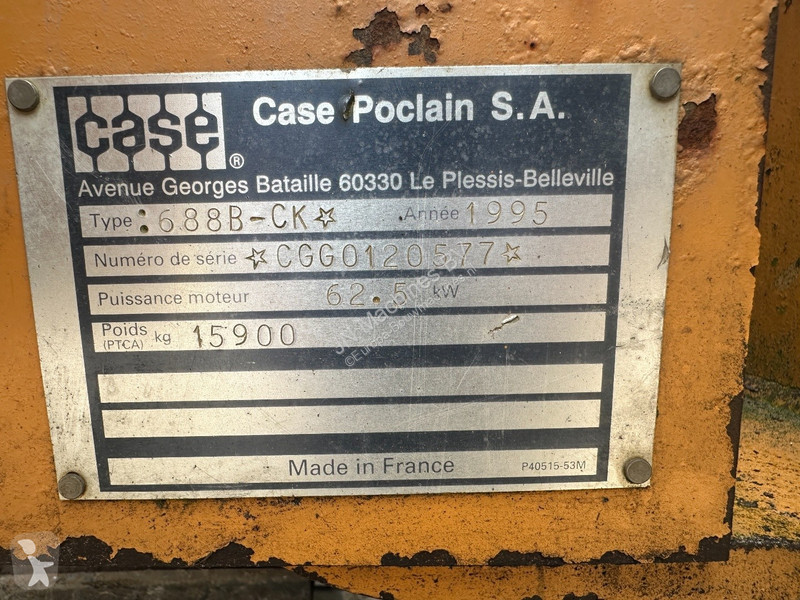 case®
Case Poclain S.A.
Avenue Georges Bataille 60330 Le Plessis-Belleville
Type :688B-CK☆ Année 1995
Numéro de série ☆CGG0120577☆
Puissance moteur 62.5 kW
Poids (PTCA) kg 15900
Made in France P40515-53M